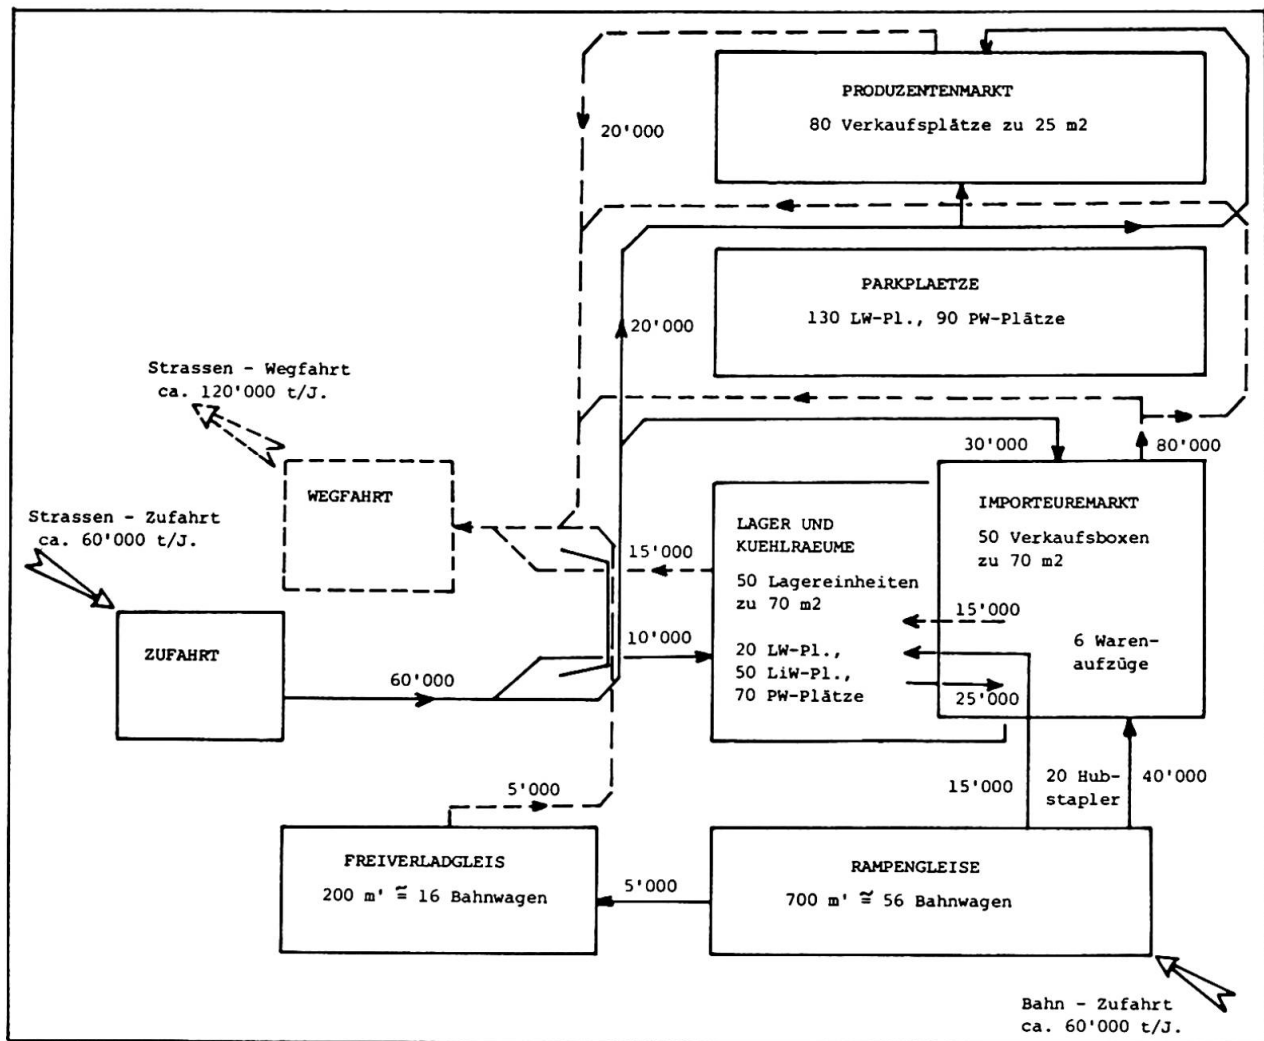 PRODUZENTENMARKT
80 Verkaufsplätze zu 25 m2
20'000
PARKPLAETZE
130 LW-Pl., 90 PW-Plätze
20'000
Strassen - Wegfahrt
ca. 120'000 t/J.
30'000
80'000
WEGFAHRT
IMPORTEUREMARKT
50 Verkaufsboxen
zu 70 m2
6 Waren-
aufzüge
Strassen - Zufahrt
ca. 60'000 t/J.
LAGER UND
KUEHLRAEUME
50 Lagereinheiten
zu 70 m2
20 LW-Pl.,
50 LiW-Pl.,
70 PW-Plätze
15'000
15'000
10'000
25'000
ZUFAHRT
60'000
5'000
15'000
20 Hub-
stapler
40'000
FREIVERLADGLEIS
200 m' ≅ 16 Bahnwagen
5'000
RAMPENGLEISE
700 m' ≅ 56 Bahnwagen
Bahn - Zufahrt
ca. 60'000 t/J.